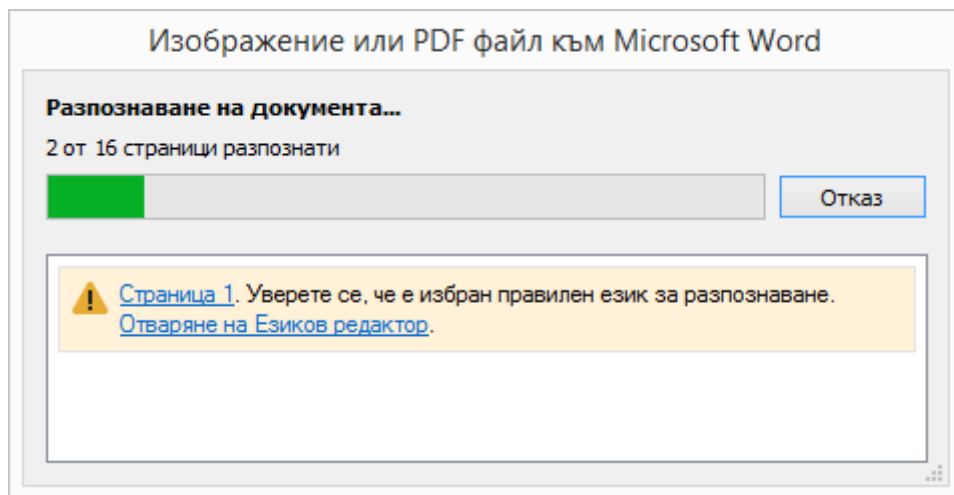 Изображение или PDF файл към Microsoft Word
Разпознаване на документа...
2 от 16 страници разпознати
Отказ
Страница 1. Уверете се, че е избран правилен език за разпознаване.
Отваряне на Езиков редактор.